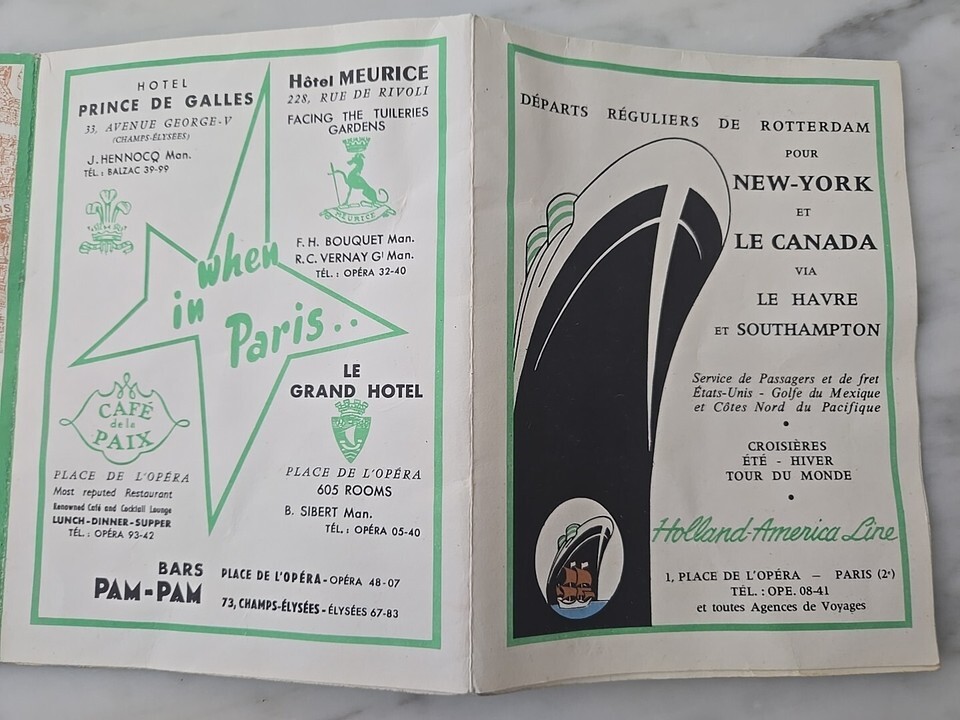 HOTEL
PRINCE DE GALLES
33, AVENUE GEORGE-V
(CHAMPS-ÉLYSÉES)
J. HENNOCQ Man.
TÉL : BALZAC 39-99
Hôtel MEURICE
228, RUE DE RIVOLI
FACING THE TUILERIES
GARDENS
MEURICE
F. H. BOUQUET Man.
R. C. VERNAY Gl Man.
TÉL. : OPÉRA 32-40
when
in
Paris..
CAFÉ
de la
PAIX
PLACE DE L'OPÉRA
Most reputed Restaurant
Renowned Café and Cocktail Lounge
LUNCH-DINNER-SUPPER
TÉL. : OPÉRA 93-42
LE
GRAND HOTEL
PLACE DE L'OPÉRA
605 ROOMS
B. SIBERT Man.
TÉL. : OPÉRA 05-40
BARS
PAM-PAM
PLACE DE L'OPÉRA - OPÉRA 48-07
73, CHAMPS-ÉLYSÉES - ÉLYSÉES 67-83
DÉPARTS RÉGULIERS DE ROTTERDAM
POUR
NEW-YORK
ET
LE CANADA
VIA
LE HAVRE
ET SOUTHAMPTON
Service de Passagers et de fret
États-Unis - Golfe du Mexique
et Côtes Nord du Pacifique
CROISIÈRES
ÉTÉ - HIVER
TOUR DU MONDE
Holland-America Line
1, PLACE DE L'OPÉRA — PARIS (2e)
TÉL. : OPE. 08-41
et toutes Agences de Voyages